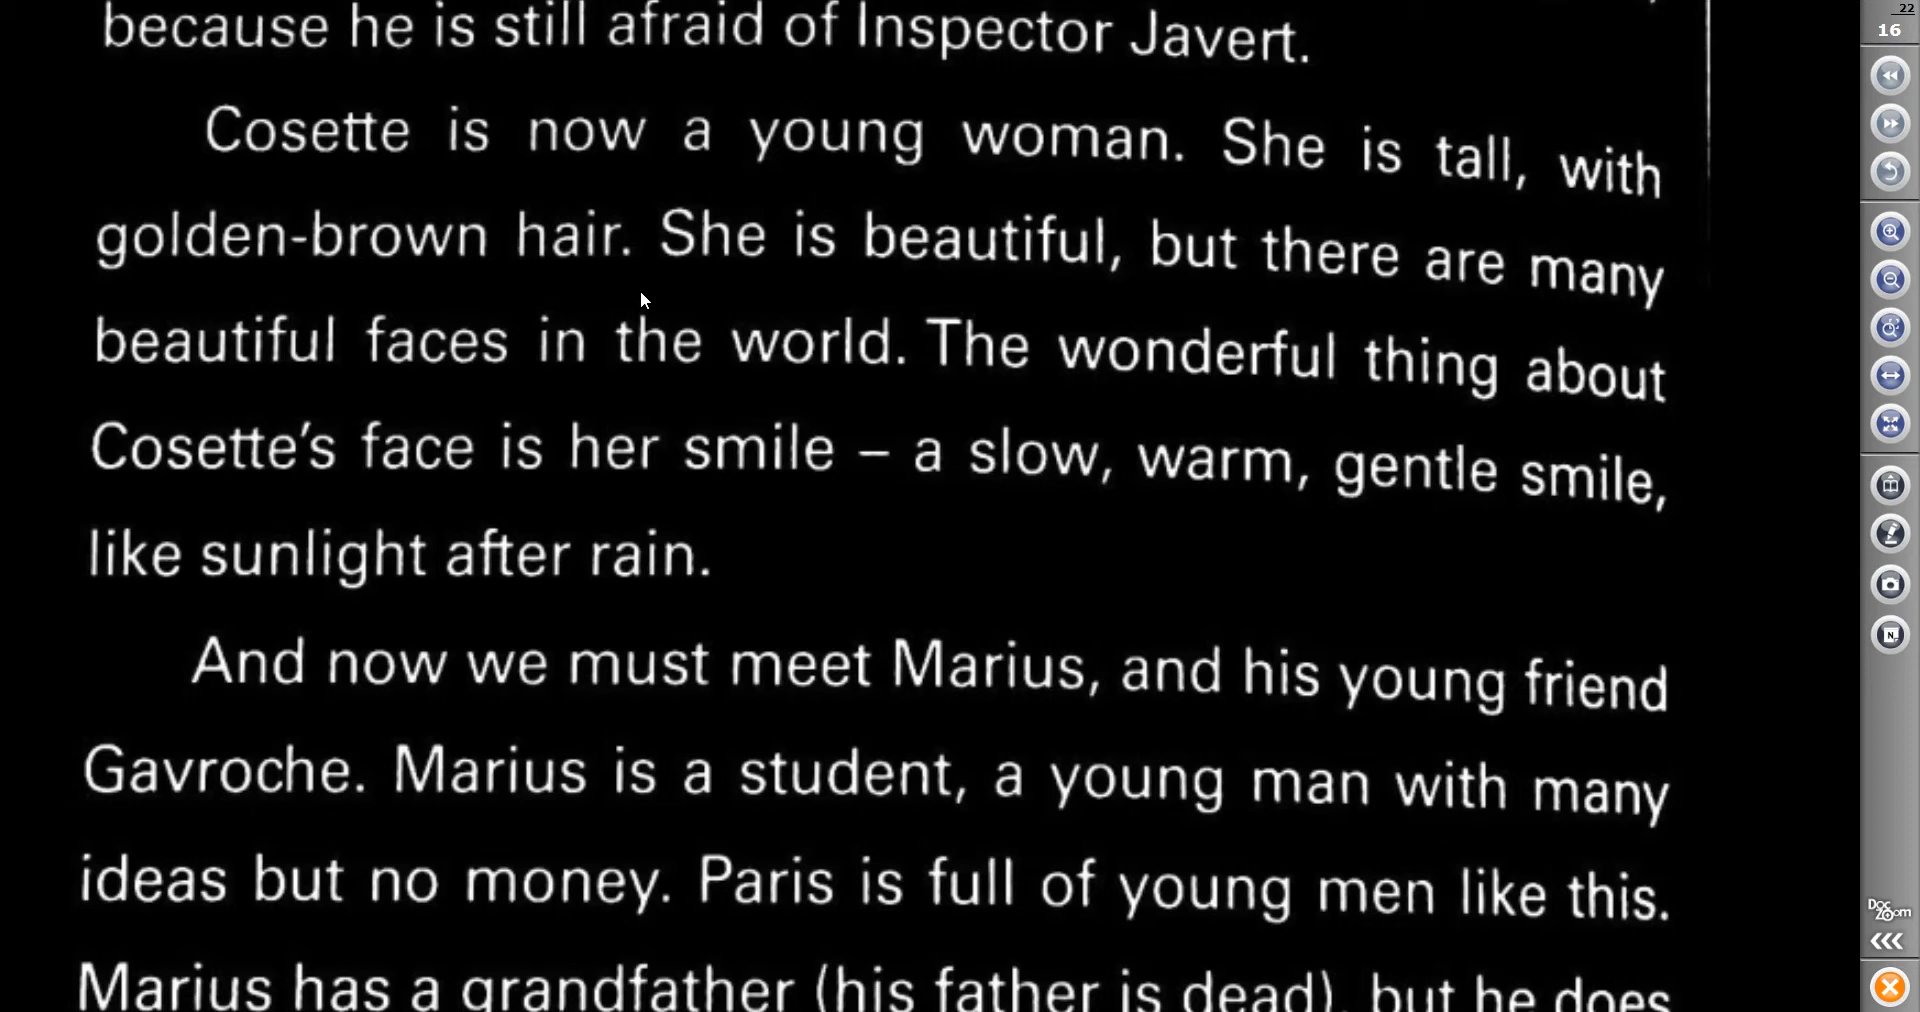 because he is still afraid of Inspector Javert.
Cosette is now a young woman. She is tall, with
golden-brown hair. She is beautiful, but there are many
beautiful faces in the world. The wonderful thing about
Cosette's face is her smile – a slow, warm, gentle smile,
like sunlight after rain.
And now we must meet Marius, and his young friend
Gavroche. Marius is a student, a young man with many
ideas but no money. Paris is full of young men like this.
Marius has a grandfather (his father is dead), but he does
22
16
N
Doc
Zoom